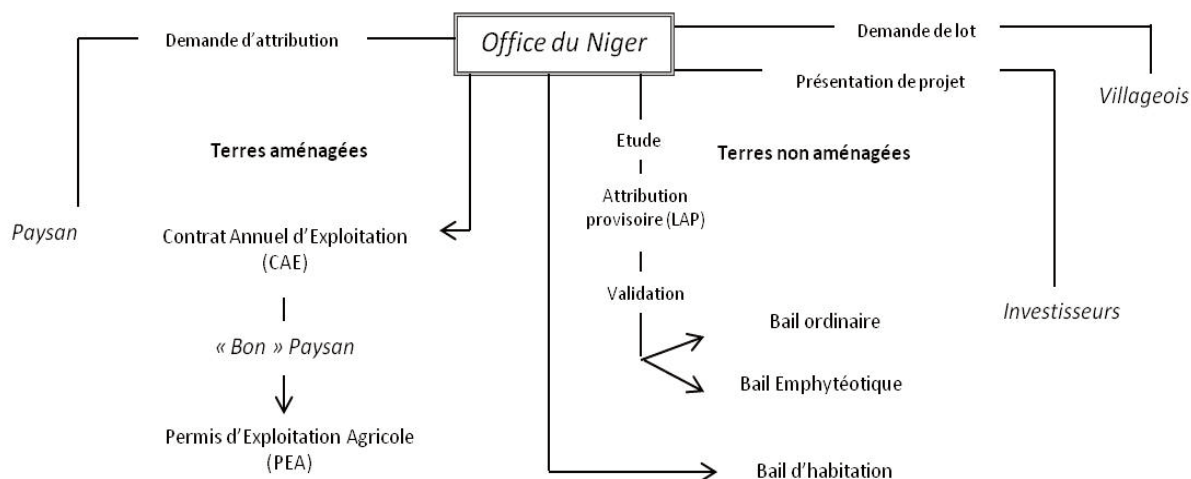 Demande d'attribution
Office du Niger
Demande de lot
Présentation de projet
Villageois
Terres aménagées
Etude
Terres non aménagées
Attribution
provisoire (LAP)
Paysan
Contrat Annuel d'Exploitation
(CAE)
Validation
Investisseurs
Bail ordinaire
« Bon » Paysan
Bail Emphytéotique
Permis d'Exploitation Agricole
(PEA)
Bail d'habitation